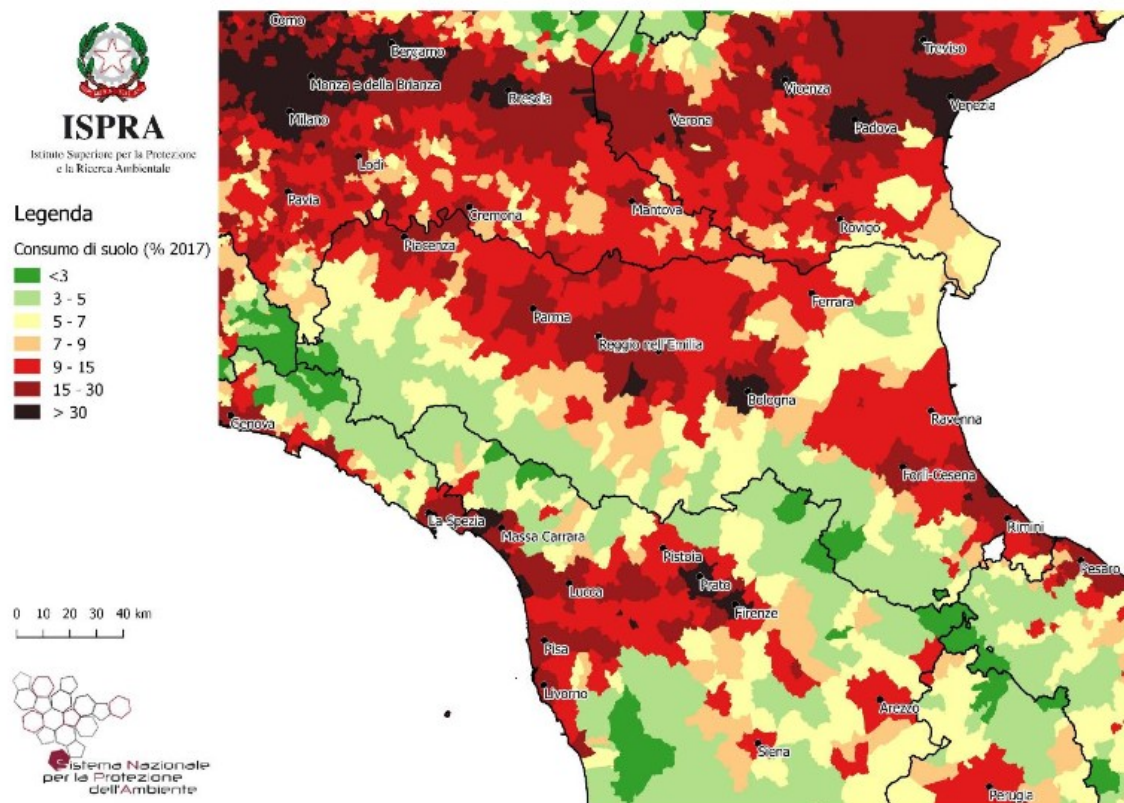 ISPRA
Istituto Superiore per la Protezione
e la Ricerca Ambientale
Legenda
Consumo di suolo (% 2017)
<3
3 - 5
5 - 7
7 - 9
9 - 15
15 - 30
> 30
0 10 20 30 40 km
Sistema Nazionale
per la Protezione
dell'Ambiente
Como
Bergamo
Treviso
Monza e della Brianza
Brescia
Vicenza
Venezia
Milano
Verona
Padova
Lodi
Pavia
Cremona
Mantova
Rovigo
Piacenza
Ferrara
Parma
Reggio nell'Emilia
Bologna
Genova
Ravenna
Forlì-Cesena
La Spezia
Massa Carrara
Rimini
Pistoia
Pesaro
Prato
Lucca
Firenze
Pisa
Livorno
Arezzo
Siena
Perugia